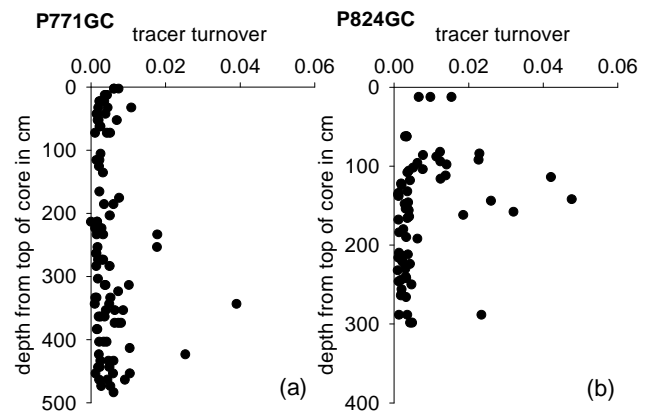 P771GC
tracer turnover
0.00 0.02 0.04 0.06
depth from top of core in cm
0
100
200
300
400
500
(a)
P824GC
tracer turnover
0.00 0.02 0.04 0.06
depth from top of core in cm
0
100
200
300
400
(b)